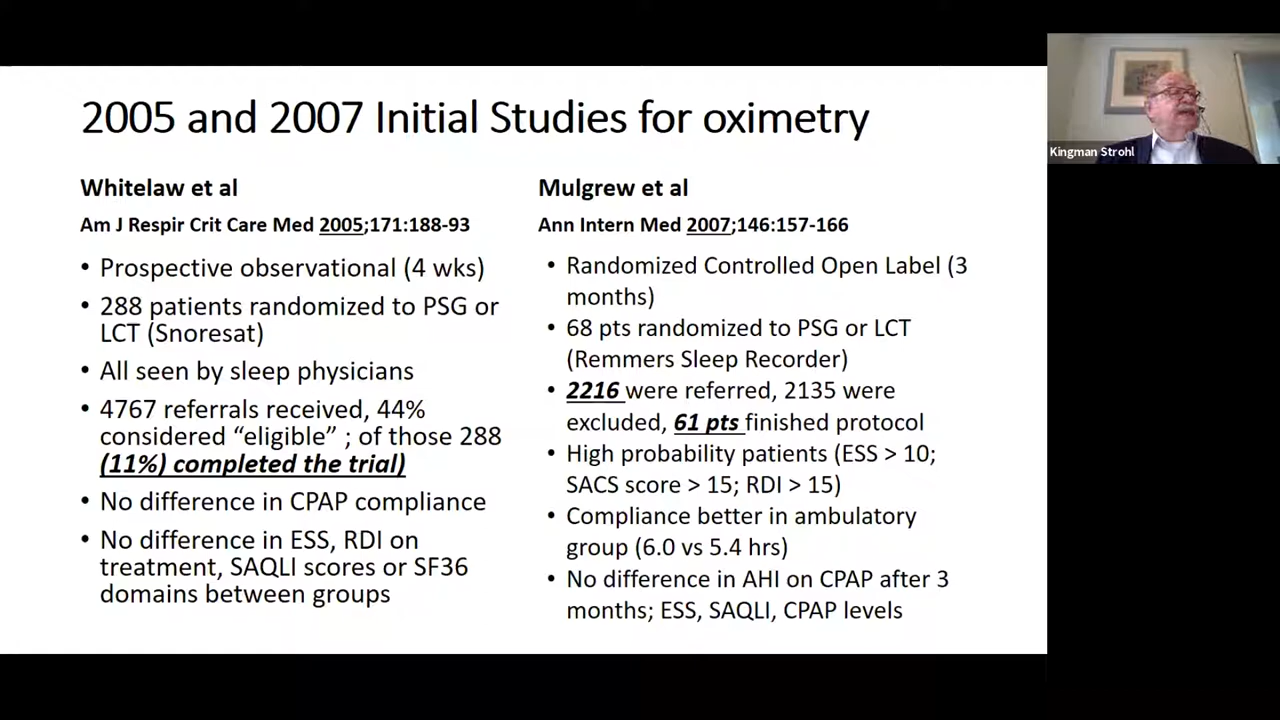 2005 and 2007 Initial Studies for oximetry
Whitelaw et al
Am J Respir Crit Care Med 2005;171:188-93
• Prospective observational (4 wks)
• 288 patients randomized to PSG or
LCT (Snoresat)
• All seen by sleep physicians
• 4767 referrals received, 44%
considered “eligible” ; of those 288
(11%) completed the trial)
• No difference in CPAP compliance
• No difference in ESS, RDI on
treatment, SAQLI scores or SF36
domains between groups
Mulgrew et al
Ann Intern Med 2007;146:157-166
• Randomized Controlled Open Label (3
months)
• 68 pts randomized to PSG or LCT
(Remmers Sleep Recorder)
• 2216 were referred, 2135 were
excluded, 61 pts finished protocol
• High probability patients (ESS > 10;
SACS score > 15; RDI > 15)
• Compliance better in ambulatory
group (6.0 vs 5.4 hrs)
• No difference in AHI on CPAP after 3
months; ESS, SAQLI, CPAP levels
Kingman Strohl